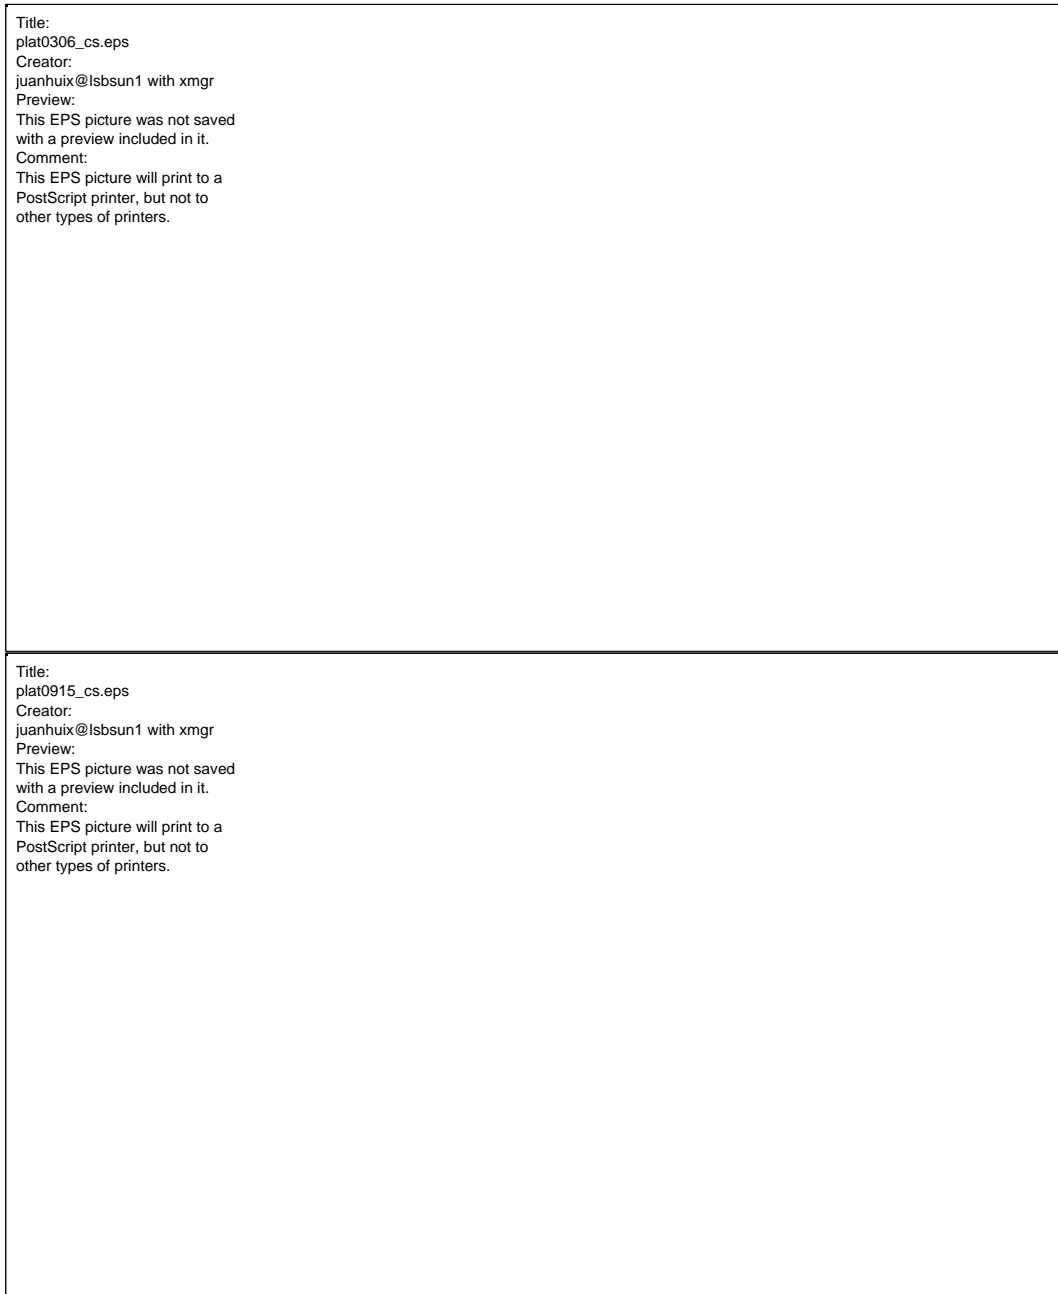 Title:
plat0306_cs.eps
Creator:
juanhuix@lsbsun1 with xmgr
Preview:
This EPS picture was not saved
with a preview included in it.
Comment:
This EPS picture will print to a
PostScript printer, but not to
other types of printers.
Title:
plat0915_cs.eps
Creator:
juanhuix@lsbsun1 with xmgr
Preview:
This EPS picture was not saved
with a preview included in it.
Comment:
This EPS picture will print to a
PostScript printer, but not to
other types of printers.